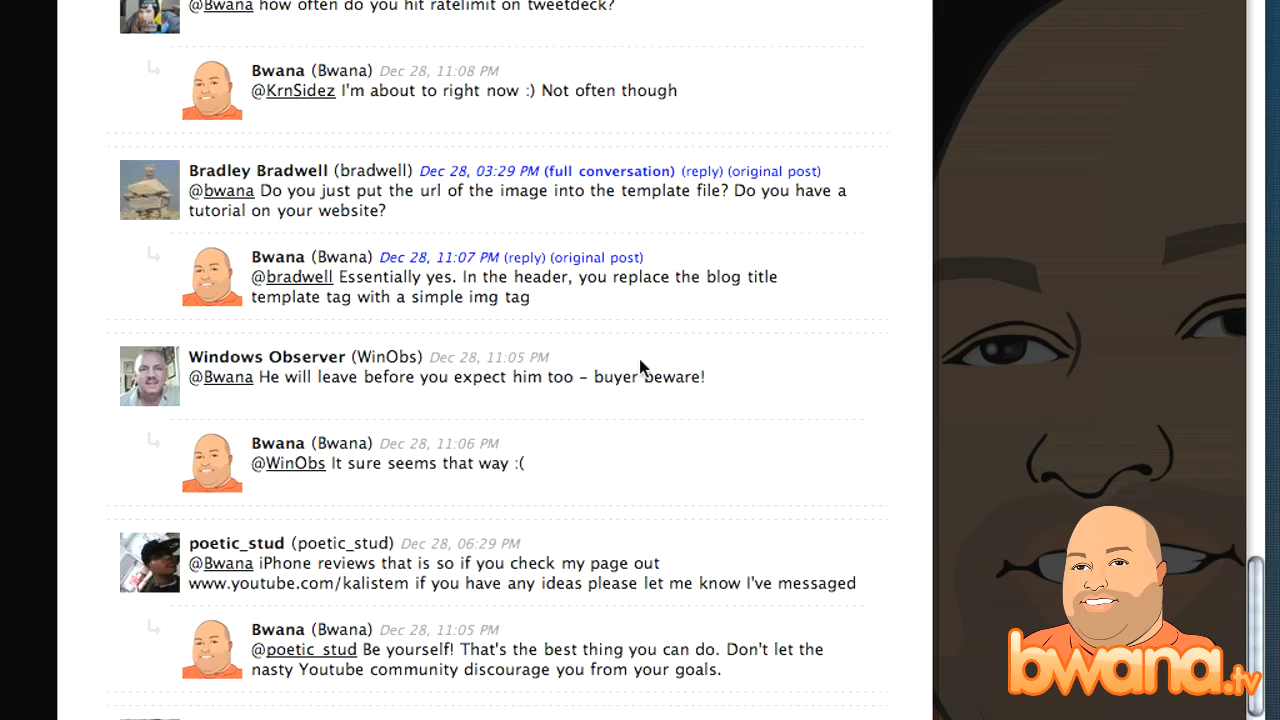 @Bwana how often do you hit ratelimit on tweetdeck?
Bwana (Bwana) Dec 28, 11:08 PM
@KrnSidez I'm about to right now :) Not often though
Bradley Bradwell (bradwell) Dec 28, 03:29 PM (full conversation) (reply) (original post)
@bwana Do you just put the url of the image into the template file? Do you have a
tutorial on your website?
Bwana (Bwana) Dec 28, 11:07 PM (reply) (original post)
@bradwell Essentially yes. In the header, you replace the blog title
template tag with a simple img tag
Windows Observer (WinObs) Dec 28, 11:05 PM
@Bwana He will leave before you expect him too – buyer beware!
Bwana (Bwana) Dec 28, 11:06 PM
@WinObs It sure seems that way :(
poetic_stud (poetic_stud) Dec 28, 06:29 PM
@Bwana iPhone reviews that is so if you check my page out
www.youtube.com/kalistem if you have any ideas please let me know I've messaged
Bwana (Bwana) Dec 28, 11:05 PM
@poetic_stud Be yourself! That's the best thing you can do. Don't let the
nasty Youtube community discourage you from your goals.
bwana.tv